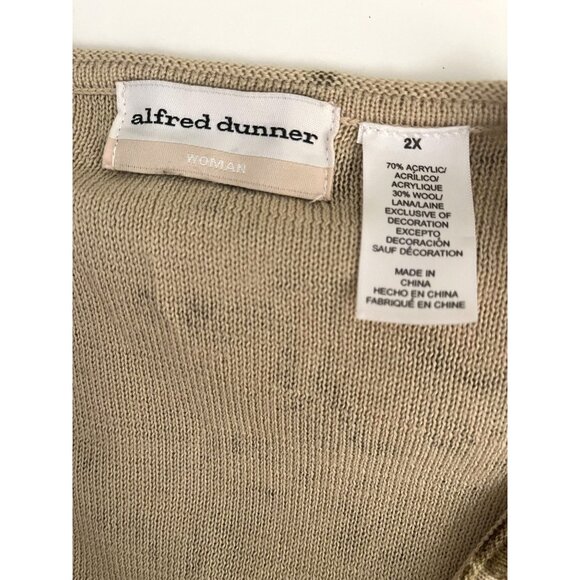 alfred dunner
WOMAN
2X
70% ACRYLIC/
ACRÍLICO/
ACRYLIQUE
30% WOOL/
LANA/LAINE
EXCLUSIVE OF
DECORATION
EXCEPTO
DECORACIÓN
SAUF DÉCORATION
MADE IN
CHINA
HECHO EN CHINA
FABRIQUÉ EN CHINE